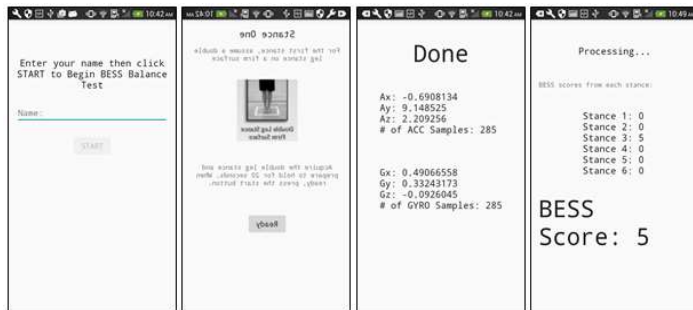 10:42 AM
Enter your name then click
START to Begin BESS Balance
Test
Name:
START
10:42 AM
Stance One
For the first stance, assume a double
leg stance on a firm surface
Double Leg Stance
Firm Surface
Acquire the double leg stance and
prepare to hold for 20 seconds. When
ready, press the start button.
Ready
10:42 AM
Done
Ax: -0.6908134
Ay: 9.148525
Az: 2.209256
# of ACC Samples: 285
Gx: 0.49066558
Gy: 0.33243173
Gz: -0.0926045
# of GYRO Samples: 285
10:49 AM
Processing...
BESS scores from each stance:
Stance 1: 0
Stance 2: 0
Stance 3: 5
Stance 4: 0
Stance 5: 0
Stance 6: 0
BESS
Score: 5